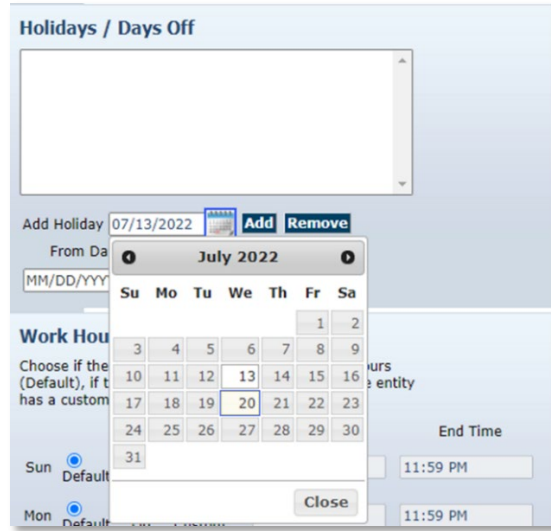 Holidays / Days Off
Add Holiday 07/13/2022 Add Remove
From Da
MM/DD/YYY
July 2022
Su Mo Tu We Th Fr Sa
1 2
3 4 5 6 7 8 9
10 11 12 13 14 15 16
17 18 19 20 21 22 23
24 25 26 27 28 29 30
31
Close
Work Hou
Choose if the urs
(Default), if t e entity
has a custom
End Time
Sun Default 11:59 PM
Mon Default 11:59 PM